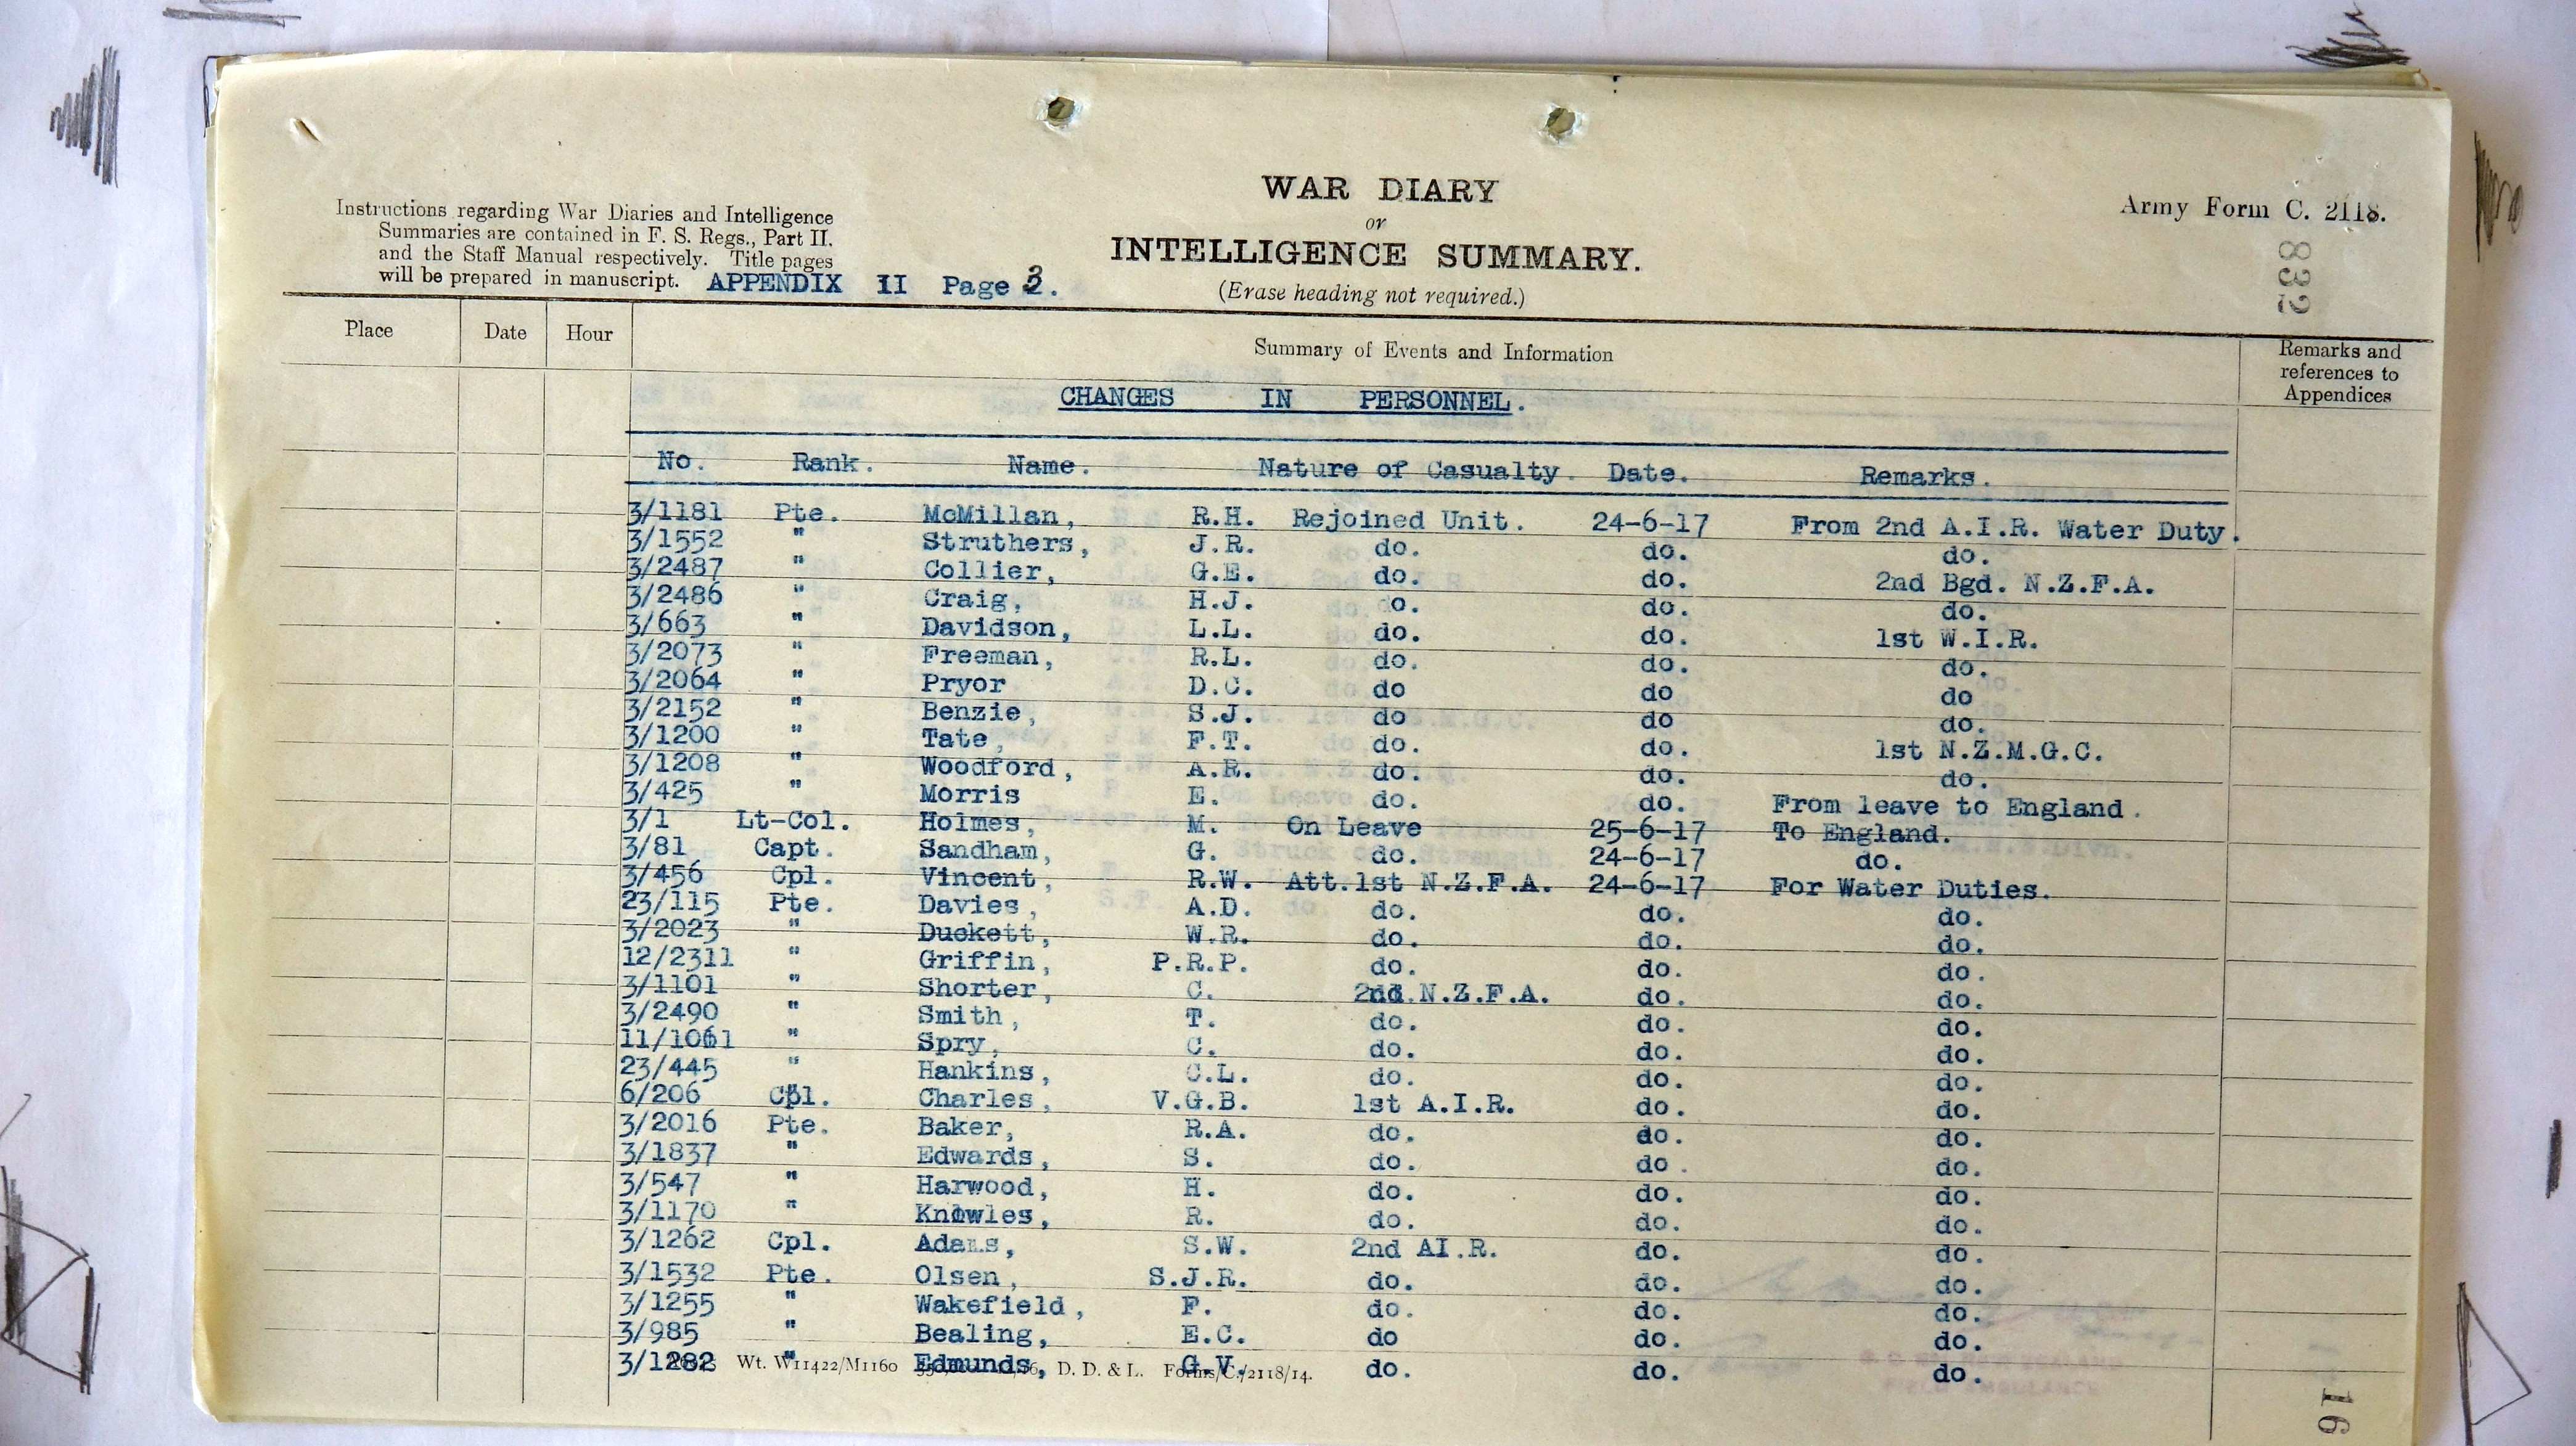 WAR DIARY
or
INTELLIGENCE SUMMARY.
(Erase heading not required.)
Army Form C. 2118.
832
Instructions regarding War Diaries and Intelligence
Summaries are contained in F. S. Regs., Part II.
and the Staff Manual respectively. Title pages
will be prepared in manuscript. APPENDIX II Page 3.
Place Date Hour Summary of Events and Information Remarks and references to Appendices
CHANGES IN PERSONNEL.
No. Rank. Name. Nature of Casualty. Date. Remarks.
3/1181 Pte. McMillan, R.H. Rejoined Unit. 24-6-17 From 2nd A.I.R. Water Duty.
3/1552 " Struthers, J.R. do. do. do.
3/2487 " Collier, G.E. do. do. 2nd Bgd. N.Z.F.A.
3/2486 " Craig, H.J. do. do. do.
3/663 " Davidson, L.L. do. do. 1st W.I.R.
3/2073 " Freeman, R.L. do. do. do.
3/2064 " Pryor D.C. do do do
3/2152 " Benzie, S.J. do do do.
3/1200 " Tate, F.T. do. do. 1st N.Z.M.G.C.
3/1208 " Woodford, A.R. do. do. do.
3/425 " Morris E. do. do. From leave to England.
3/1 Lt-Col. Holmes, M. On Leave 25-6-17 To England.
3/81 Capt. Sandham, G. do. 24-6-17 do.
3/456 Cpl. Vincent, R.W. Att.1st N.Z.F.A. 24-6-17 For Water Duties.
23/115 Pte. Davies, A.D. do. do. do.
3/2023 " Duckett, W.R. do. do. do.
12/2311 " Griffin, P.R.P. do. do. do.
3/1101 " Shorter, C. 2nd.N.Z.F.A. do. do.
3/2490 " Smith, T. do. do. do.
11/1061 " Spry, C. do. do. do.
23/445 " Hankins, C.L. do. do. do.
6/206 Cpl. Charles, V.G.B. 1st A.I.R. do. do.
3/2016 Pte. Baker, R.A. do. do. do.
3/1837 " Edwards, S. do. do. do.
3/547 " Harwood, H. do. do. do.
3/1170 " Knowles, R. do. do. do.
3/1262 Cpl. Adams, S.W. 2nd AI.R. do. do.
3/1532 Pte. Olsen, S.J.R. do. do. do.
3/1255 " Wakefield, F. do. do. do.
3/985 " Bealing, E.C. do do. do.
3/1282 " Edmunds, G.V. do. do. do.
Wt. W11422/M1160 D. D. & L. Forms/C./2118/14.
16